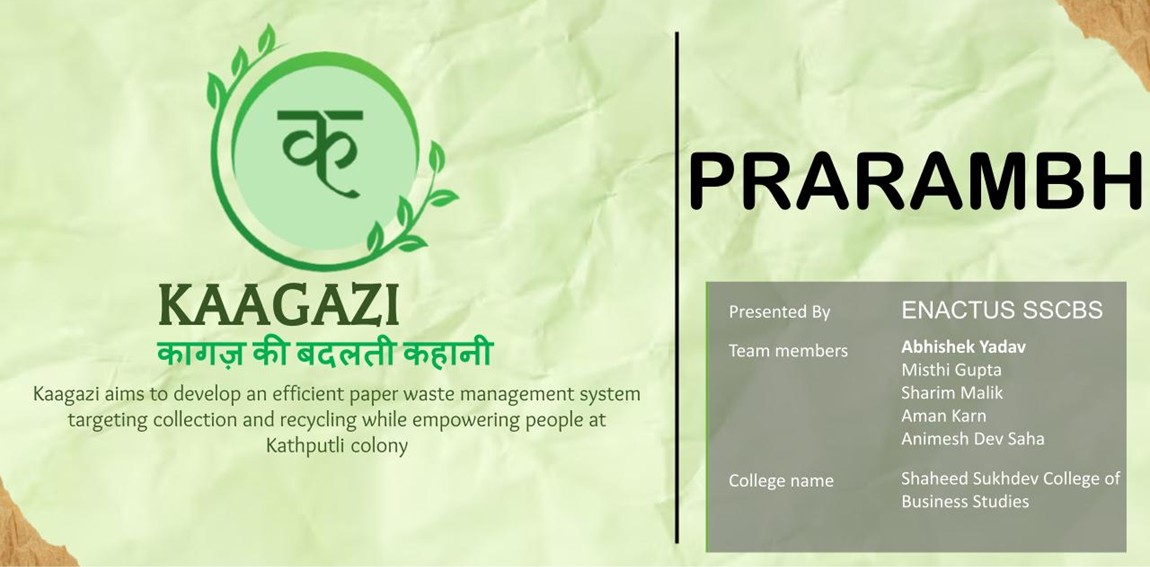 क
KAAGAZI
कागज़ की बदलती कहानी
Kaagazi aims to develop an efficient paper waste management system
targeting collection and recycling while empowering people at
Kathputli colony
PRARAMBH
Presented By ENACTUS SSCBS
Team members Abhishek Yadav
Misthi Gupta
Sharim Malik
Aman Karn
Animesh Dev Saha
College name Shaheed Sukhdev College of
Business Studies